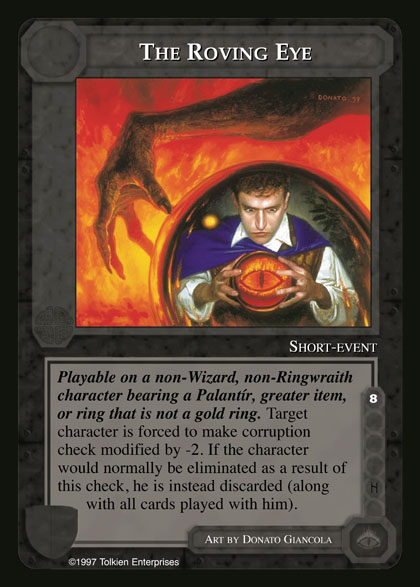 THE ROVING EYE
DONATO 97
SHORT-EVENT
Playable on a non-Wizard, non-Ringwraith
character bearing a Palantír, greater item,
or ring that is not a gold ring. Target
character is forced to make corruption
check modified by -2. If the character
would normally be eliminated as a result of
this check, he is instead discarded (along
with all cards played with him).
8
H
ART BY DONATO GIANCOLA
©1997 Tolkien Enterprises